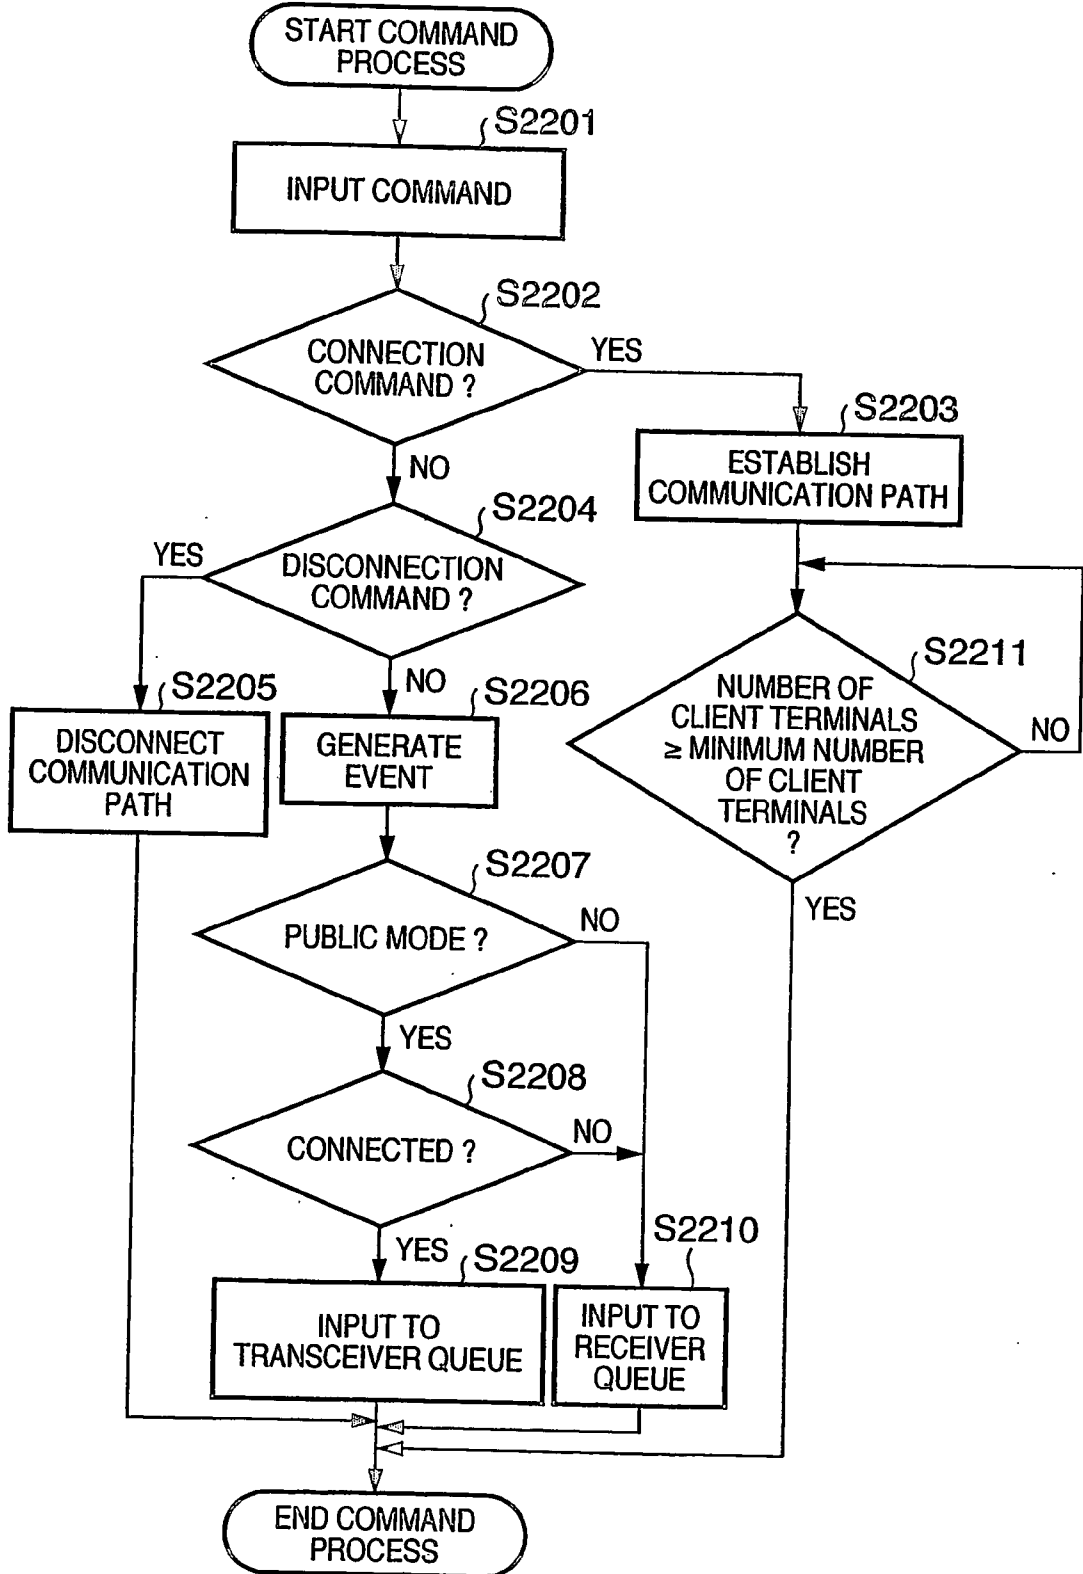 START COMMAND
PROCESS
S2201
INPUT COMMAND
S2202
CONNECTION
COMMAND ?
YES
NO
S2203
ESTABLISH
COMMUNICATION PATH
S2204
DISCONNECTION
COMMAND ?
YES
NO
S2211
NUMBER OF
CLIENT TERMINALS
≥ MINIMUM NUMBER
OF CLIENT
TERMINALS
?
NO
YES
S2205
DISCONNECT
COMMUNICATION
PATH
S2206
GENERATE
EVENT
S2207
PUBLIC MODE ?
NO
YES
S2208
CONNECTED ?
NO
YES
S2209
INPUT TO
TRANSCEIVER QUEUE
S2210
INPUT TO
RECEIVER
QUEUE
END COMMAND
PROCESS